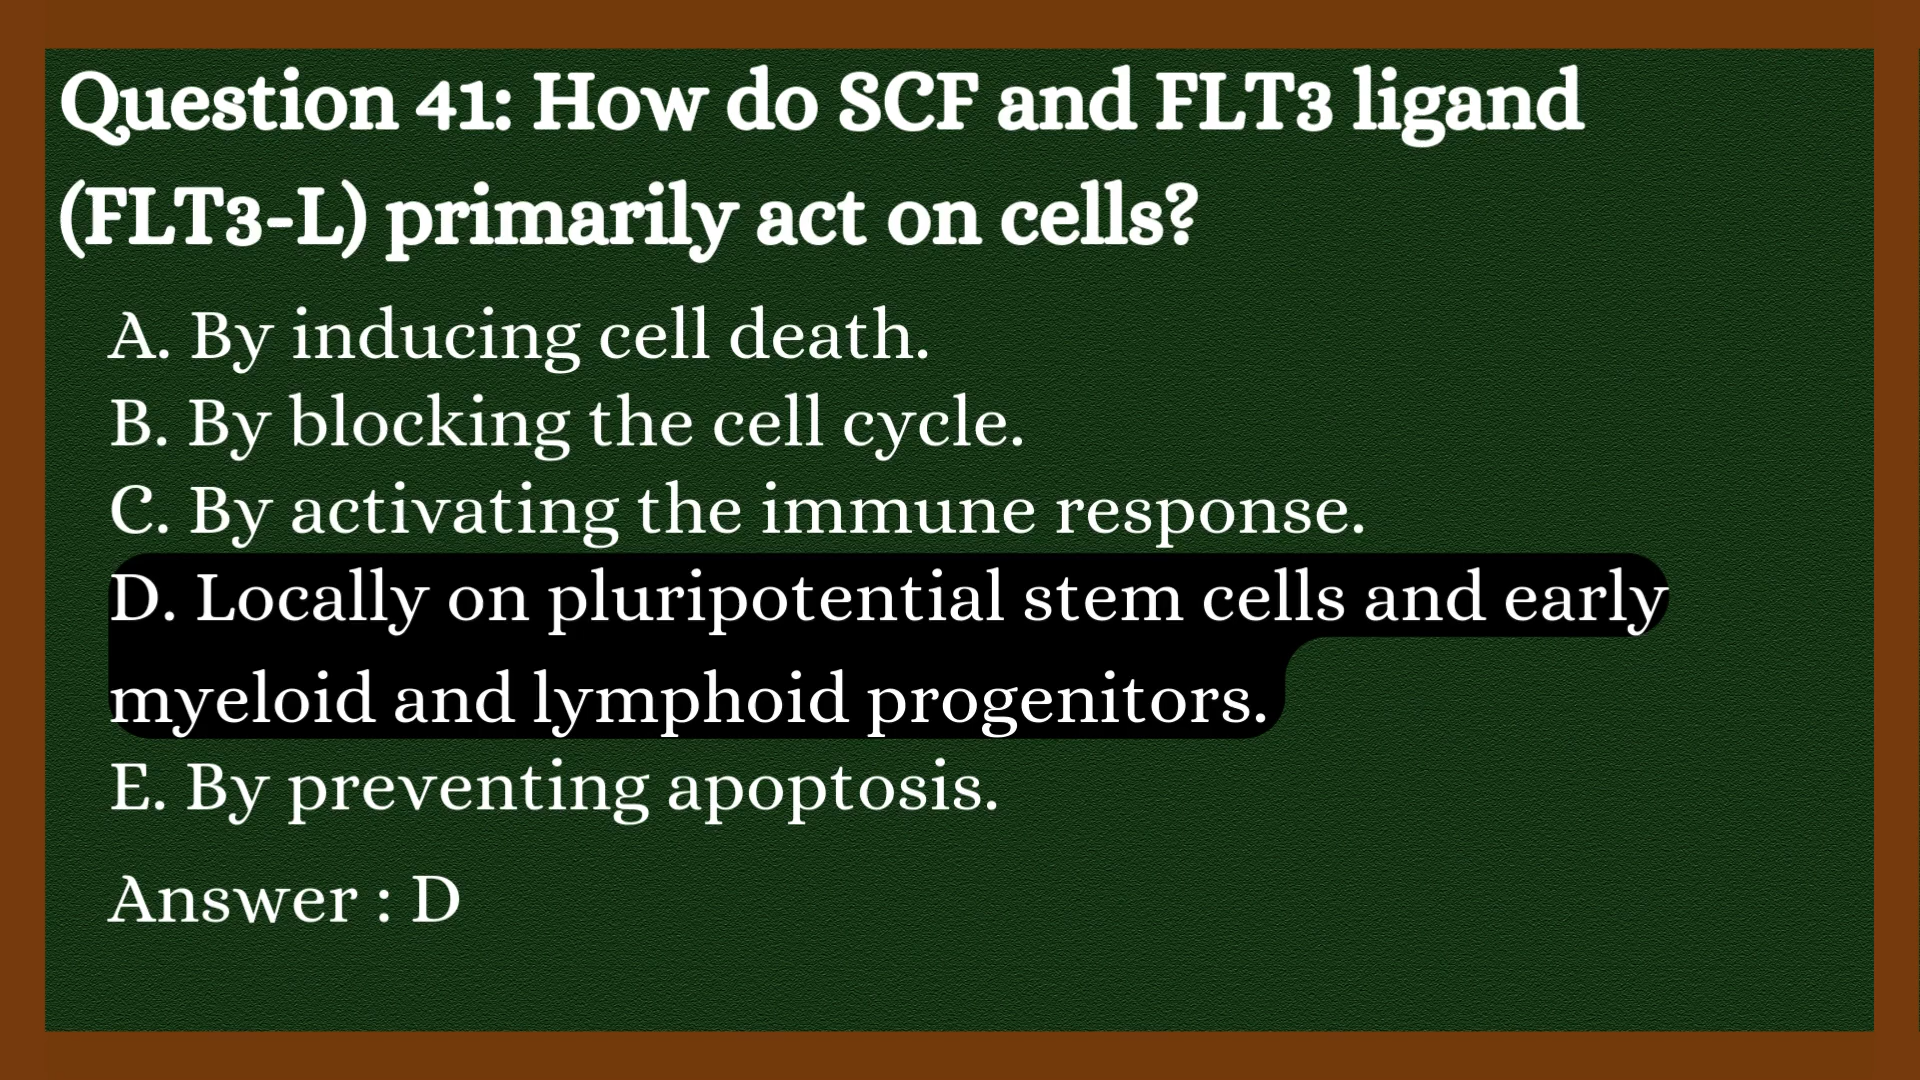 Question 41: How do SCF and FLT3 ligand
(FLT3-L) primarily act on cells?
A. By inducing cell death.
B. By blocking the cell cycle.
C. By activating the immune response.
D. Locally on pluripotential stem cells and early
myeloid and lymphoid progenitors.
E. By preventing apoptosis.
Answer : D